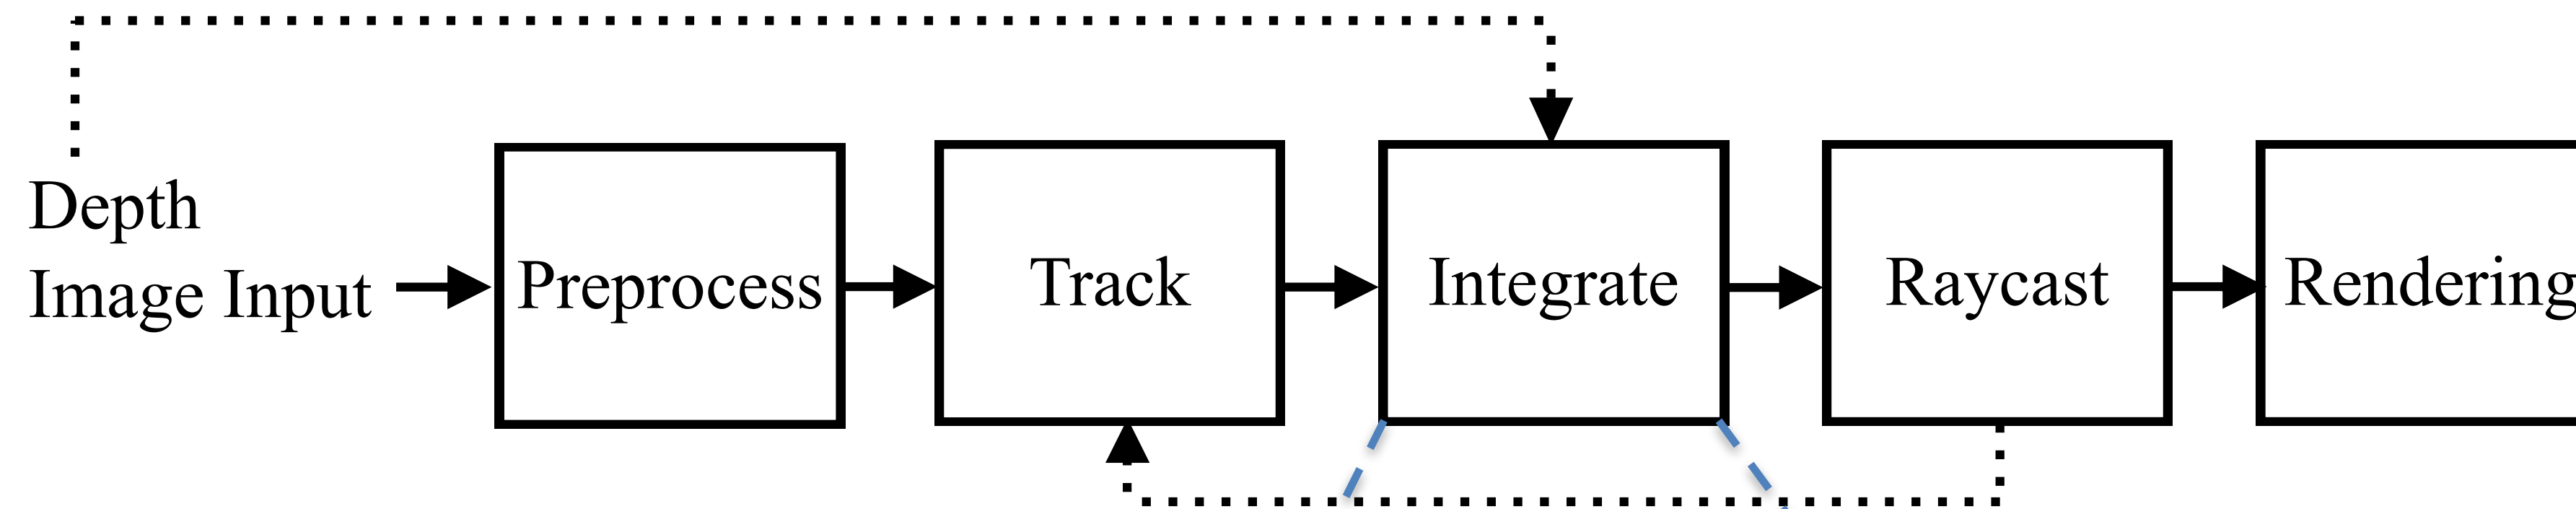 Depth
Image Input
Preprocess
Track
Integrate
Raycast
Rendering